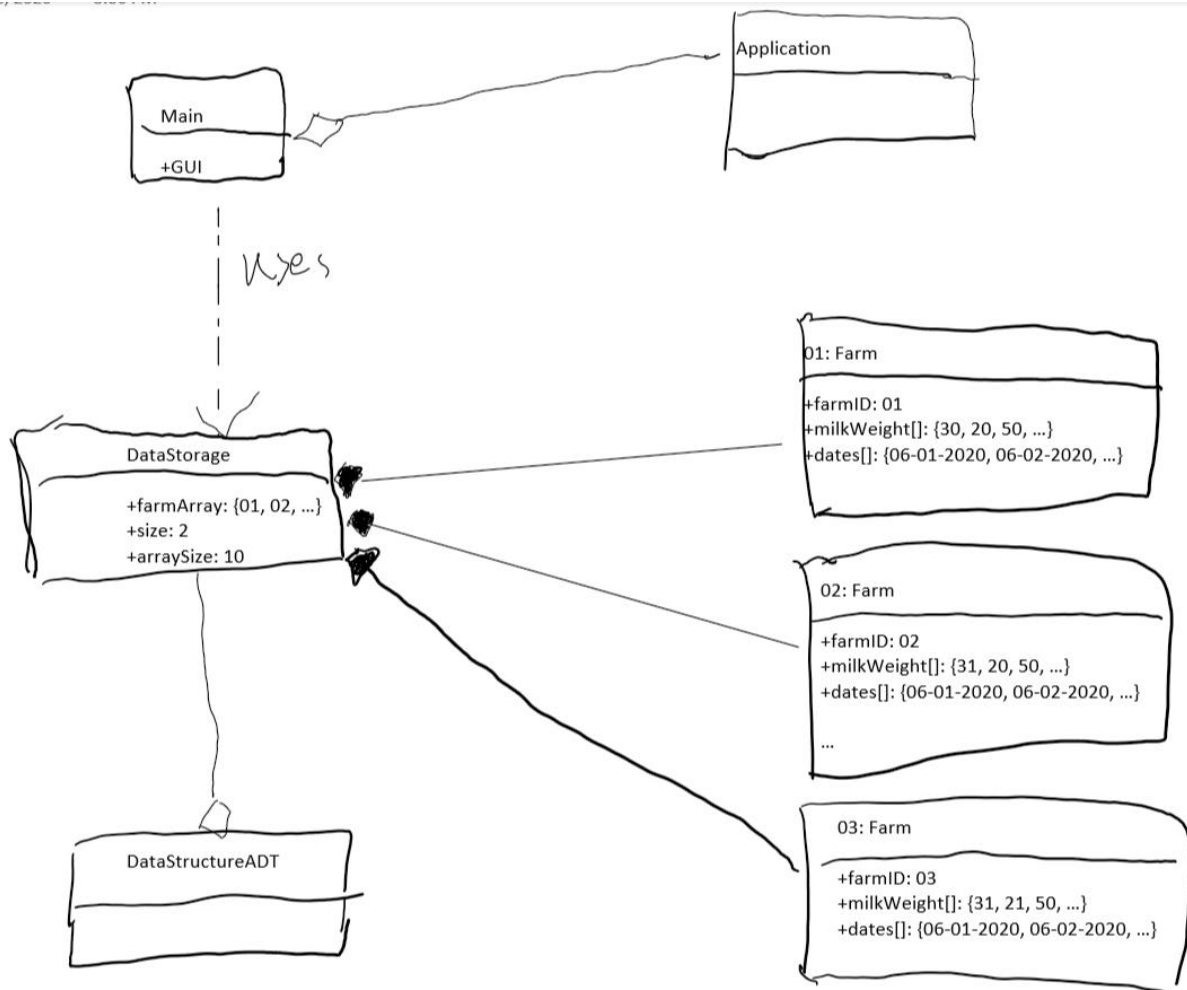 Application
Main
+GUI
uses
01: Farm
+farmID: 01
+milkWeight[]: {30, 20, 50, ...}
+dates[]: {06-01-2020, 06-02-2020, ...}
DataStorage
+farmArray: {01, 02, ...}
+size: 2
+arraySize: 10
02: Farm
+farmID: 02
+milkWeight[]: {31, 20, 50, ...}
+dates[]: {06-01-2020, 06-02-2020, ...}
...
03: Farm
+farmID: 03
+milkWeight[]: {31, 21, 50, ...}
+dates[]: {06-01-2020, 06-02-2020, ...}
DataStructureADT